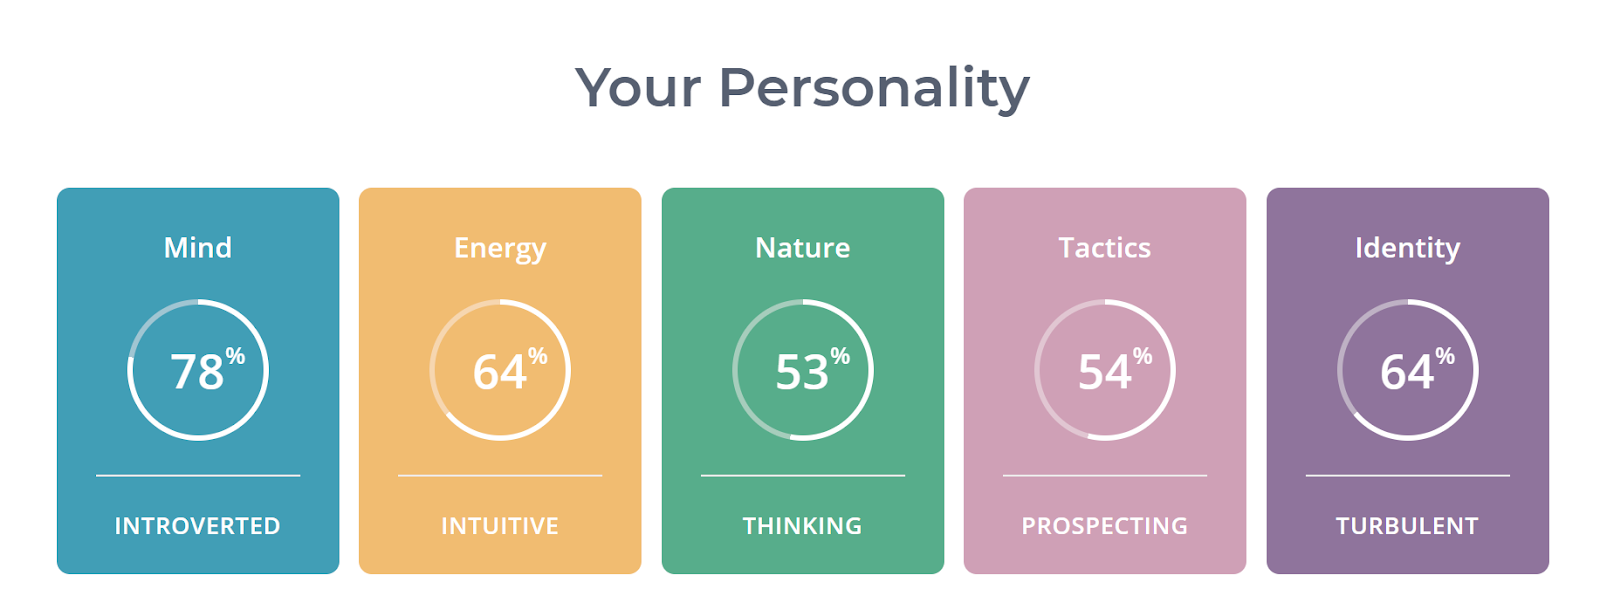 Your Personality
Mind
78%
INTROVERTED
Energy
64%
INTUITIVE
Nature
53%
THINKING
Tactics
54%
PROSPECTING
Identity
64%
TURBULENT